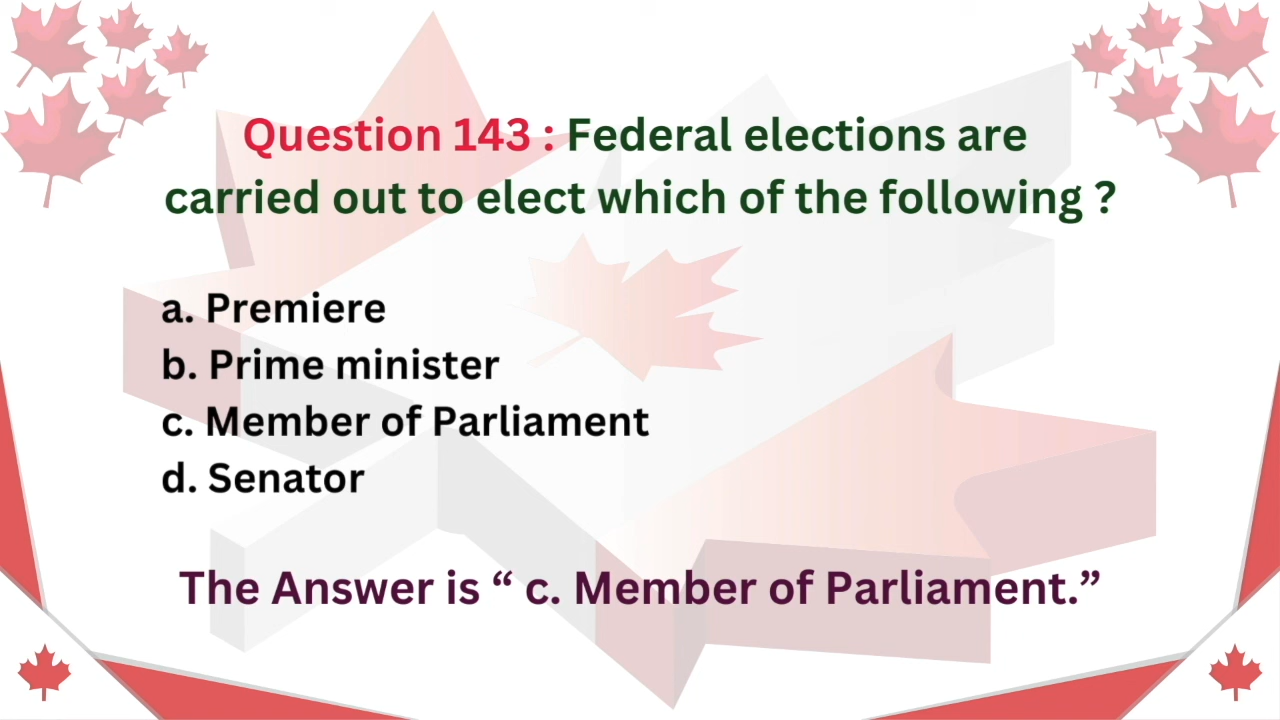 Question 143 : Federal elections are
carried out to elect which of the following ?
a. Premiere
b. Prime minister
c. Member of Parliament
d. Senator
The Answer is “ c. Member of Parliament.”